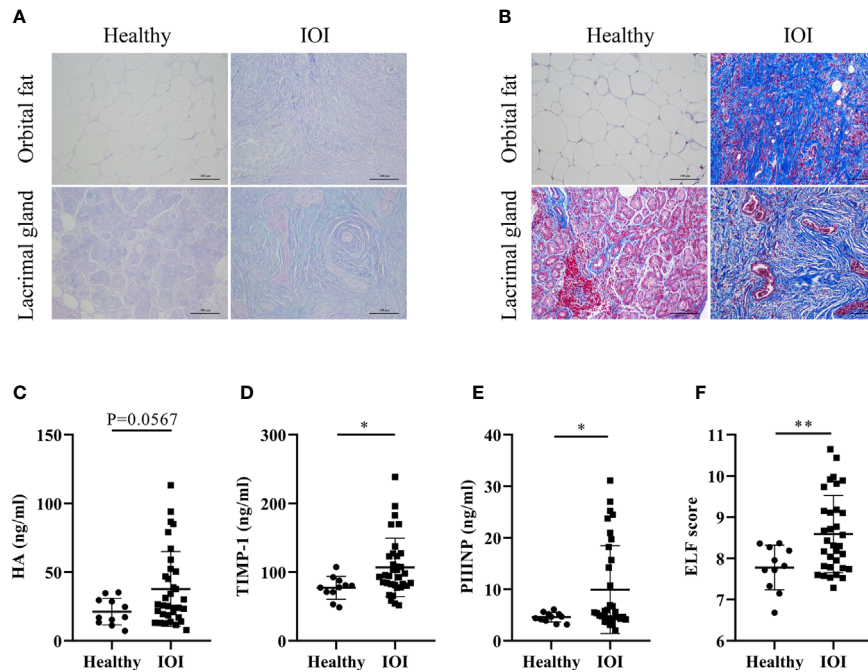 A
Healthy IOI
Orbital fat
Lacrimal gland
B
Healthy IOI
Orbital fat
Lacrimal gland
C
P=0.0567
HA (ng/ml)
150
100
50
0
Healthy IOI
D
*
TIMP-1 (ng/ml)
300
200
100
0
Healthy IOI
E
*
PIIINP (ng/ml)
40
30
20
10
0
Healthy IOI
F
**
ELF score
11
10
9
8
7
6
Healthy IOI